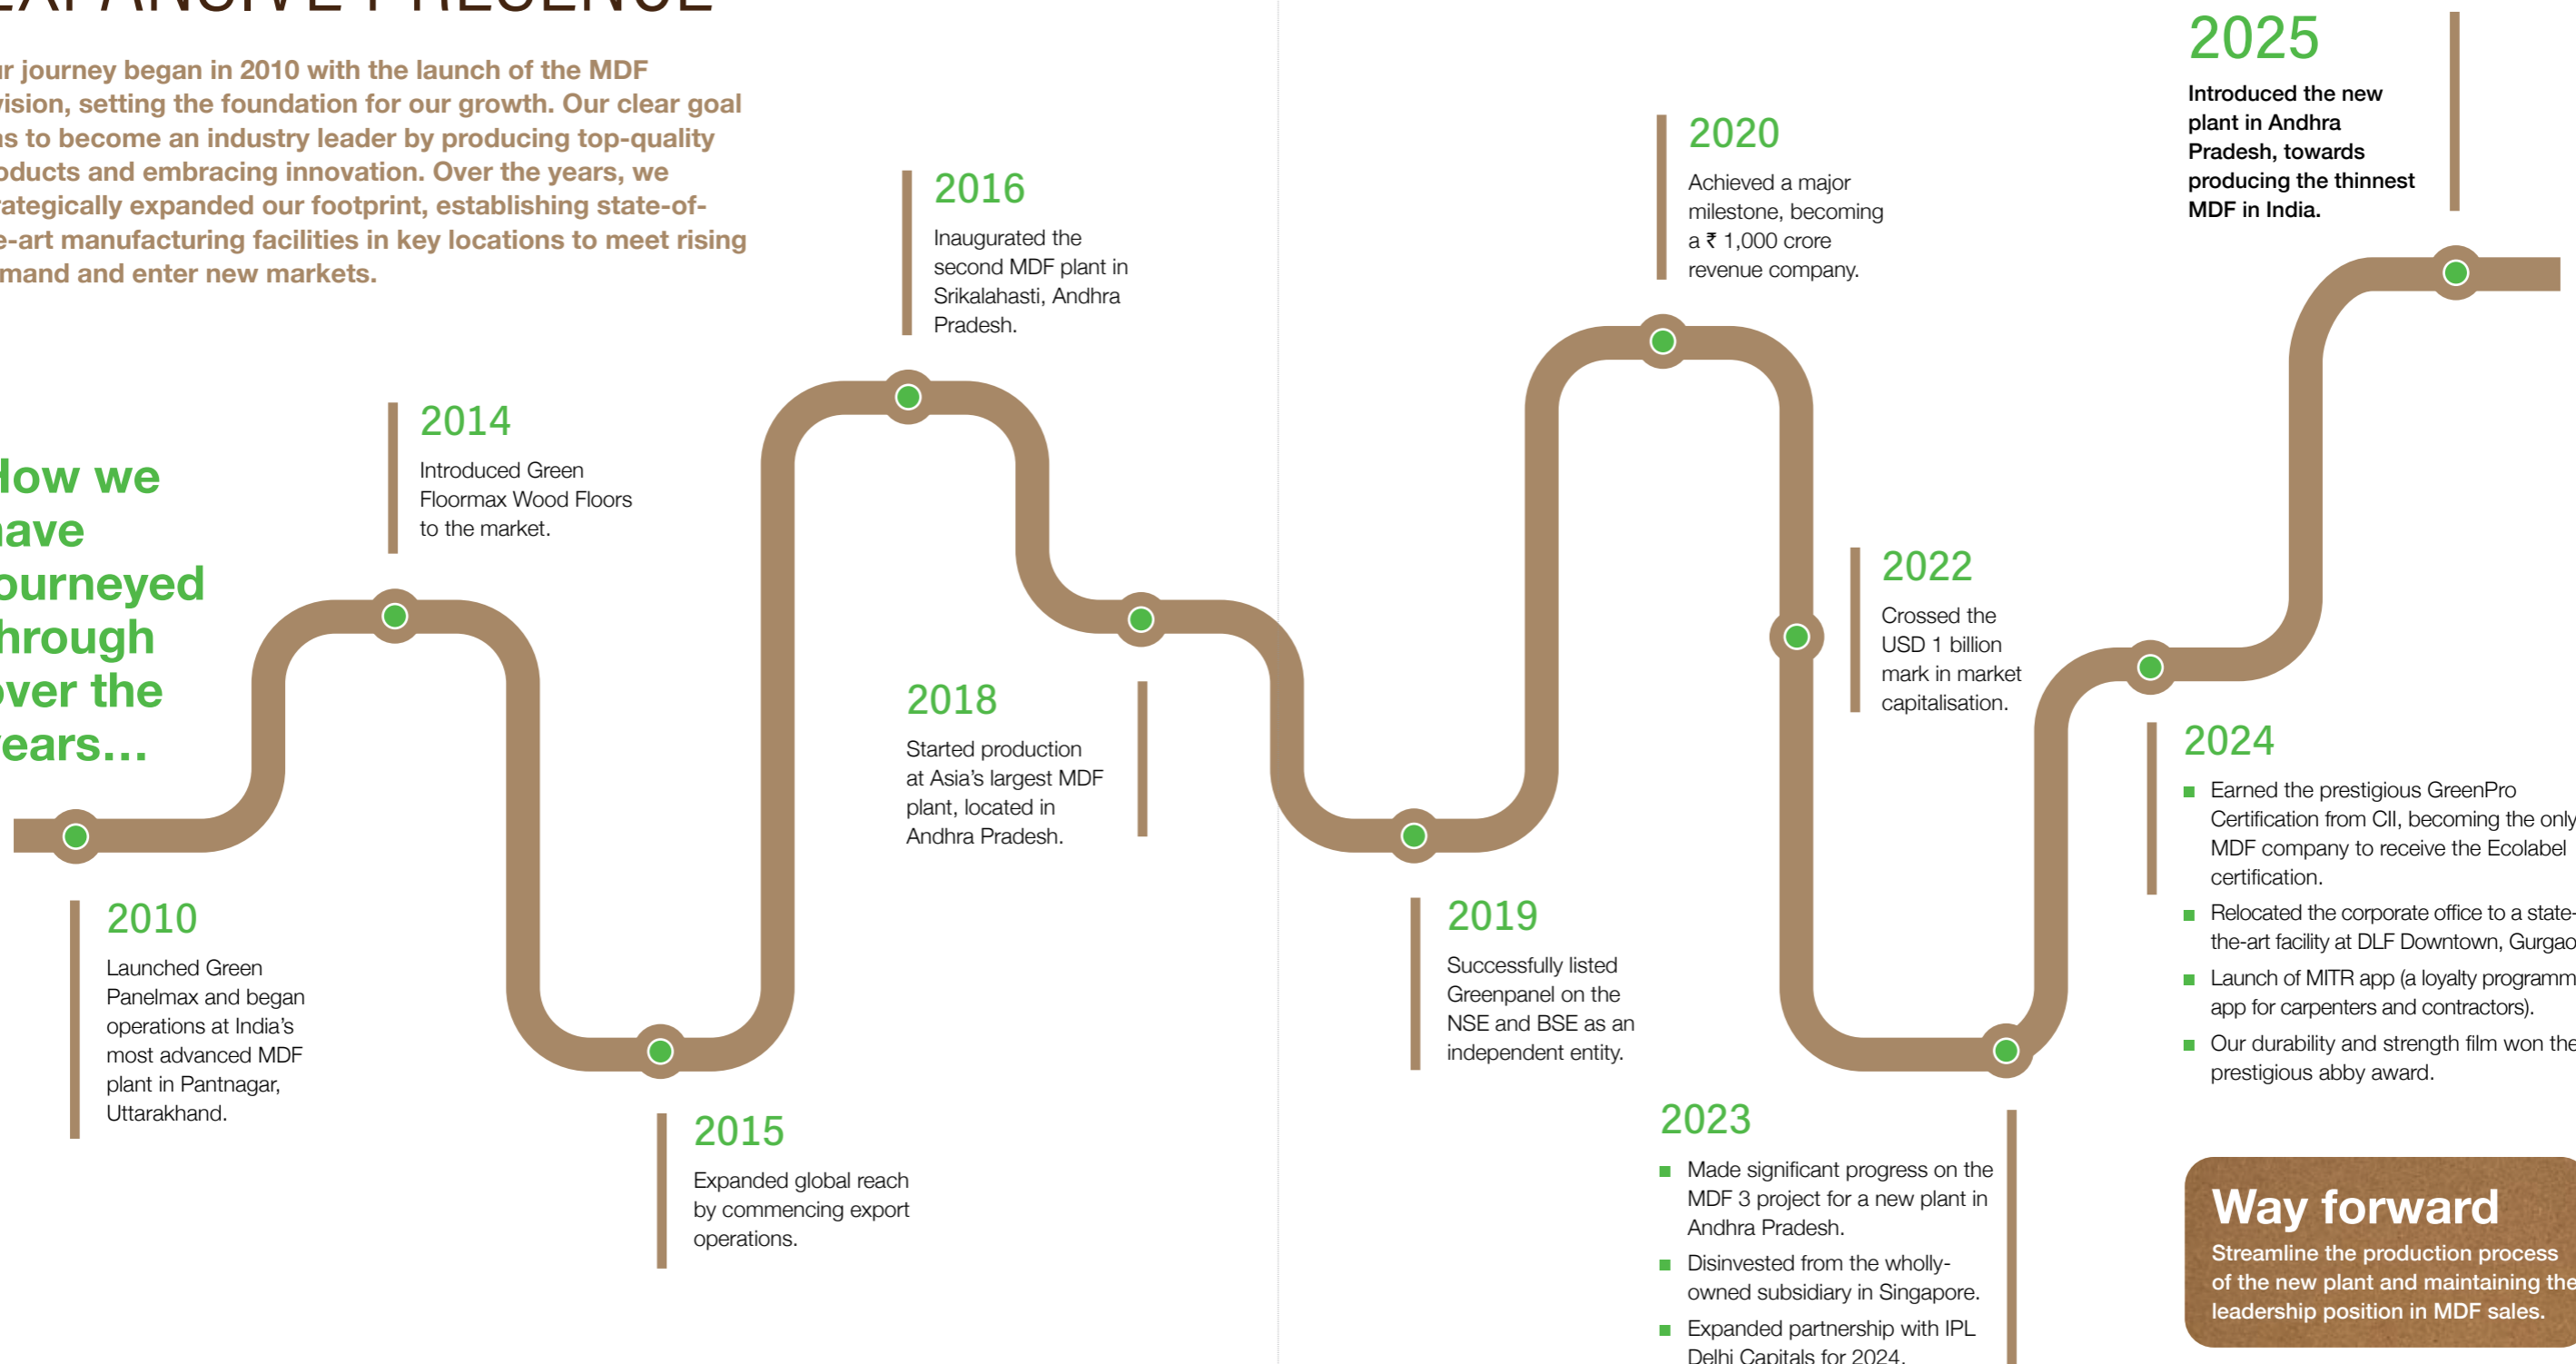 EXPANSIVE PRESENCE
journey began in 2010 with the launch of the MDF
setting the foundation for our growth. Our clear goal
to become an industry leader by producing top-quality
and embracing innovation. Over the years, we
expanded our footprint, establishing state-of-
-art manufacturing facilities in key locations to meet rising
and enter new markets.
How we
have
journeyed
through
over the
years...
2010
Launched Green
Panelmax and began
operations at India's
most advanced MDF
plant in Pantnagar,
Uttarakhand.
2014
Introduced Green
Floormax Wood Floors
to the market.
2015
Expanded global reach
by commencing export
operations.
2016
Inaugurated the
second MDF plant in
Srikalahasti, Andhra
Pradesh.
2018
Started production
at Asia's largest MDF
plant, located in
Andhra Pradesh.
2019
Successfully listed
Greenpanel on the
NSE and BSE as an
independent entity.
2020
Achieved a major
milestone, becoming
a ₹ 1,000 crore
revenue company.
2022
Crossed the
USD 1 billion
mark in market
capitalisation.
2023
Made significant progress on the
MDF 3 project for a new plant in
Andhra Pradesh.
Disinvested from the wholly-
owned subsidiary in Singapore.
Expanded partnership with IPL
Delhi Capitals for 2024.
2024
Earned the prestigious GreenPro
Certification from CII, becoming the only
MDF company to receive the Ecolabel
certification.
Relocated the corporate office to a state-
the-art facility at DLF Downtown,
Launch of MITR app (a loyalty
app for carpenters and contractors).
Our durability and strength film won the
prestigious abby award.
2025
Introduced the new
plant in Andhra
Pradesh, towards
producing the thinnest
MDF in India.
Way forward
Streamline the production process
of the new plant and maintaining the
leadership position in MDF sales.